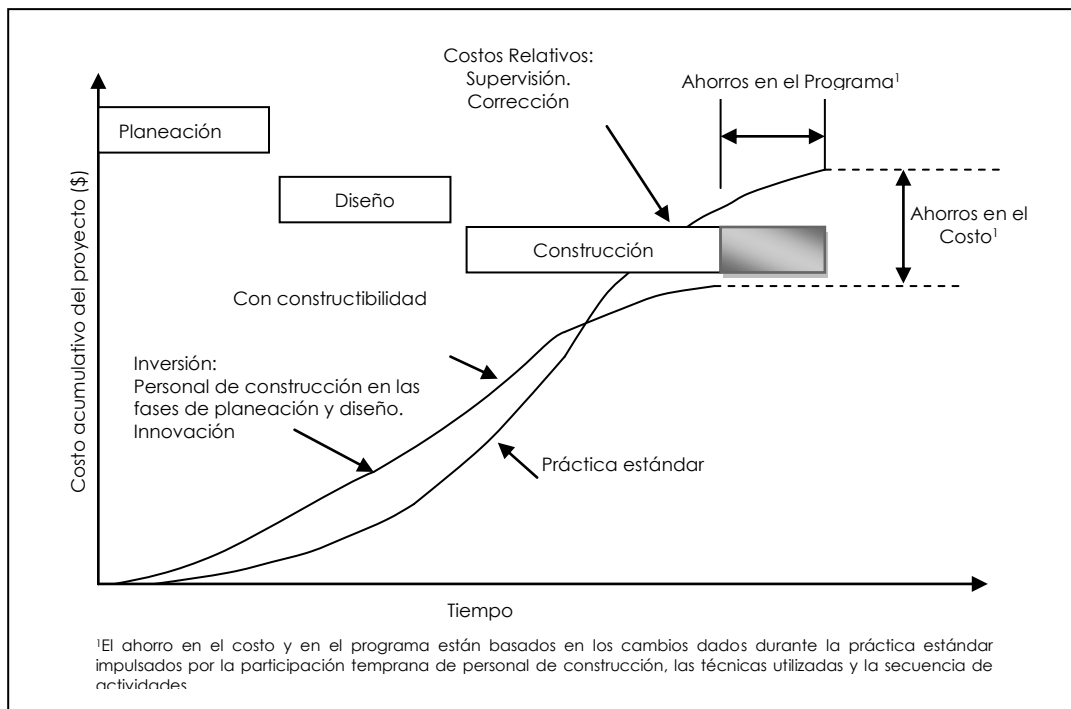 Costos Relativos:
Supervisión.
Corrección
Ahorros en el Programa¹
Planeación
Diseño
Construcción
Ahorros en el
Costo¹
Con constructibilidad
Inversión:
Personal de construcción en las
fases de planeación y diseño.
Innovación
Práctica estándar
Costo acumulativo del proyecto ($)
Tiempo
¹El ahorro en el costo y en el programa están basados en los cambios dados durante la práctica estándar
impulsados por la participación temprana de personal de construcción, las técnicas utilizadas y la secuencia de
actividades